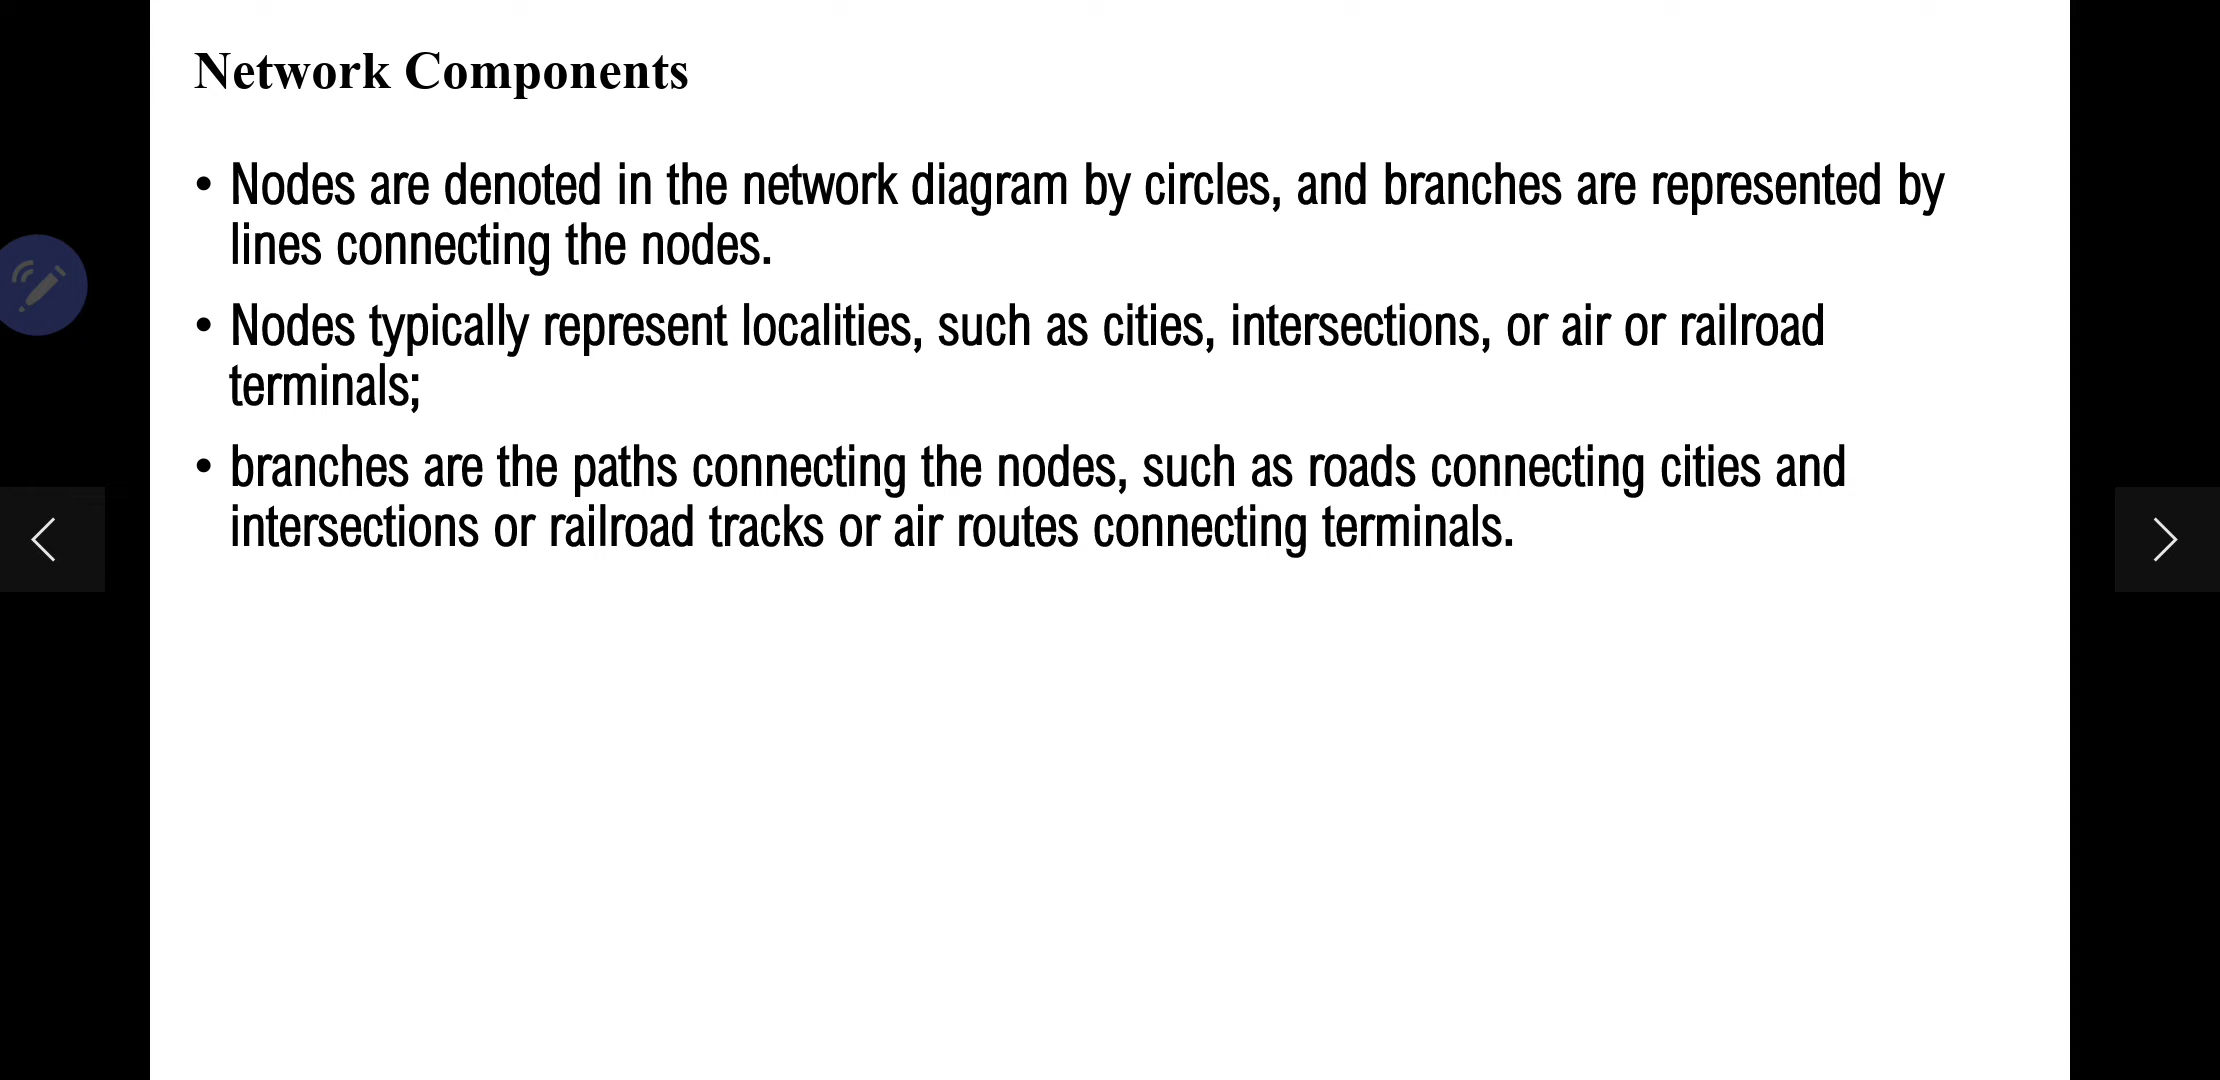 Network Components
• Nodes are denoted in the network diagram by circles, and branches are represented by
lines connecting the nodes.
• Nodes typically represent localities, such as cities, intersections, or air or railroad
terminals;
• branches are the paths connecting the nodes, such as roads connecting cities and
intersections or railroad tracks or air routes connecting terminals.